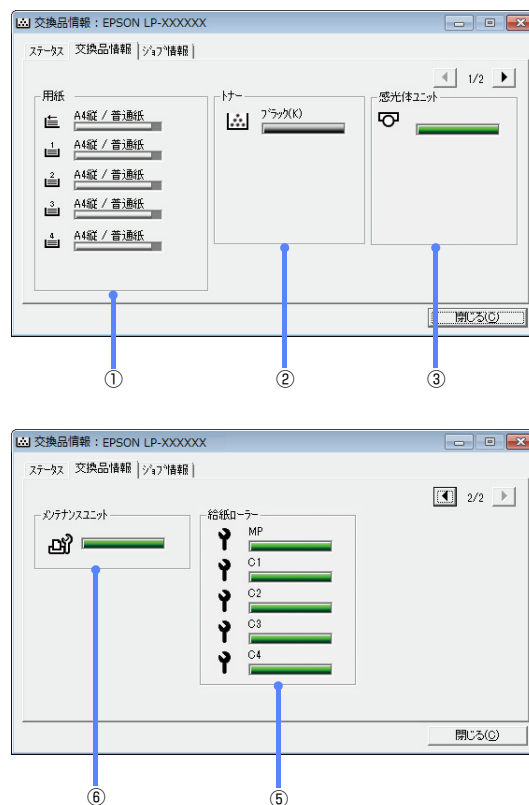 交換品情報：EPSON LP-XXXXXX
ステータス 交換品情報 ジョブ情報
1/2
用紙
A4縦 / 普通紙
1 A4縦 / 普通紙
2 A4縦 / 普通紙
3 A4縦 / 普通紙
4 A4縦 / 普通紙
トナー
ブラック(K)
感光体ユニット
閉じる(C)
① ② ③
交換品情報：EPSON LP-XXXXXX
ステータス 交換品情報 ジョブ情報
2/2
メンテナンスユニット
給紙ローラー
MP
C1
C2
C3
C4
閉じる(C)
⑥ ⑤